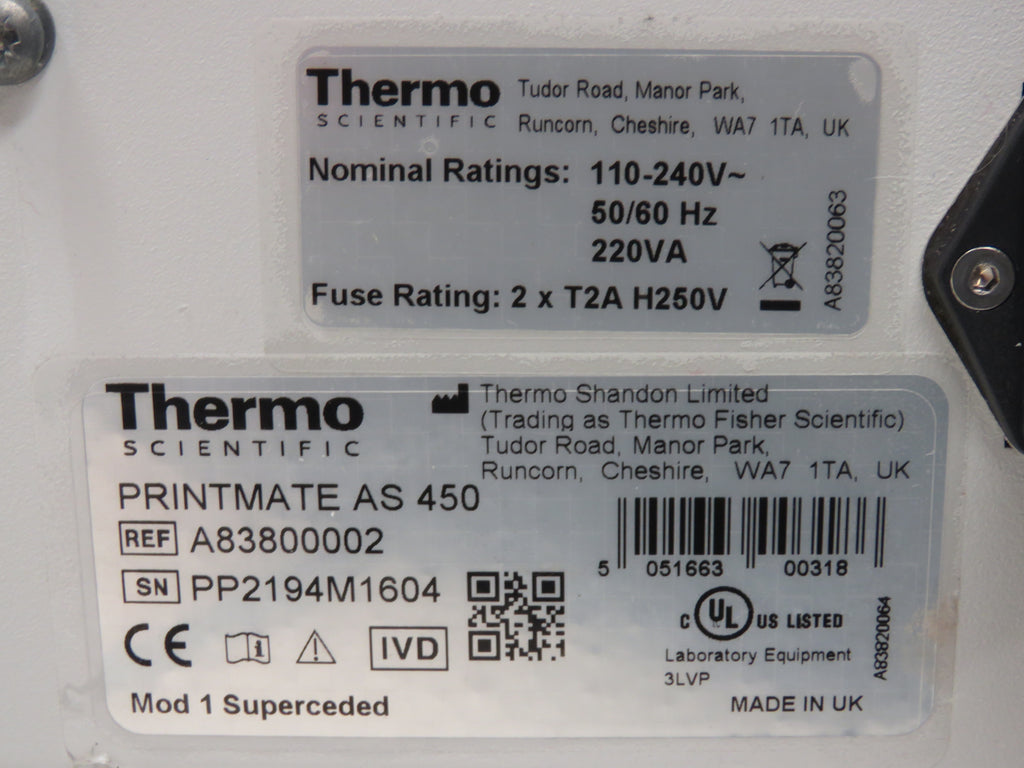 Thermo
SCIENTIFIC
Tudor Road, Manor Park,
Runcorn, Cheshire, WA7 1TA, UK
Nominal Ratings: 110-240V~
50/60 Hz
220VA
Fuse Rating: 2 x T2A H250V
A83820063
Thermo
SCIENTIFIC
Thermo Shandon Limited
(Trading as Thermo Fisher Scientific)
Tudor Road, Manor Park,
Runcorn, Cheshire, WA7 1TA, UK
PRINTMATE AS 450
REF A83800002
SN PP2194M1604
5 051663 00318
CE i IVD
C UL US LISTED
Laboratory Equipment
3LVP
A83820064
Mod 1 Superceded
MADE IN UK